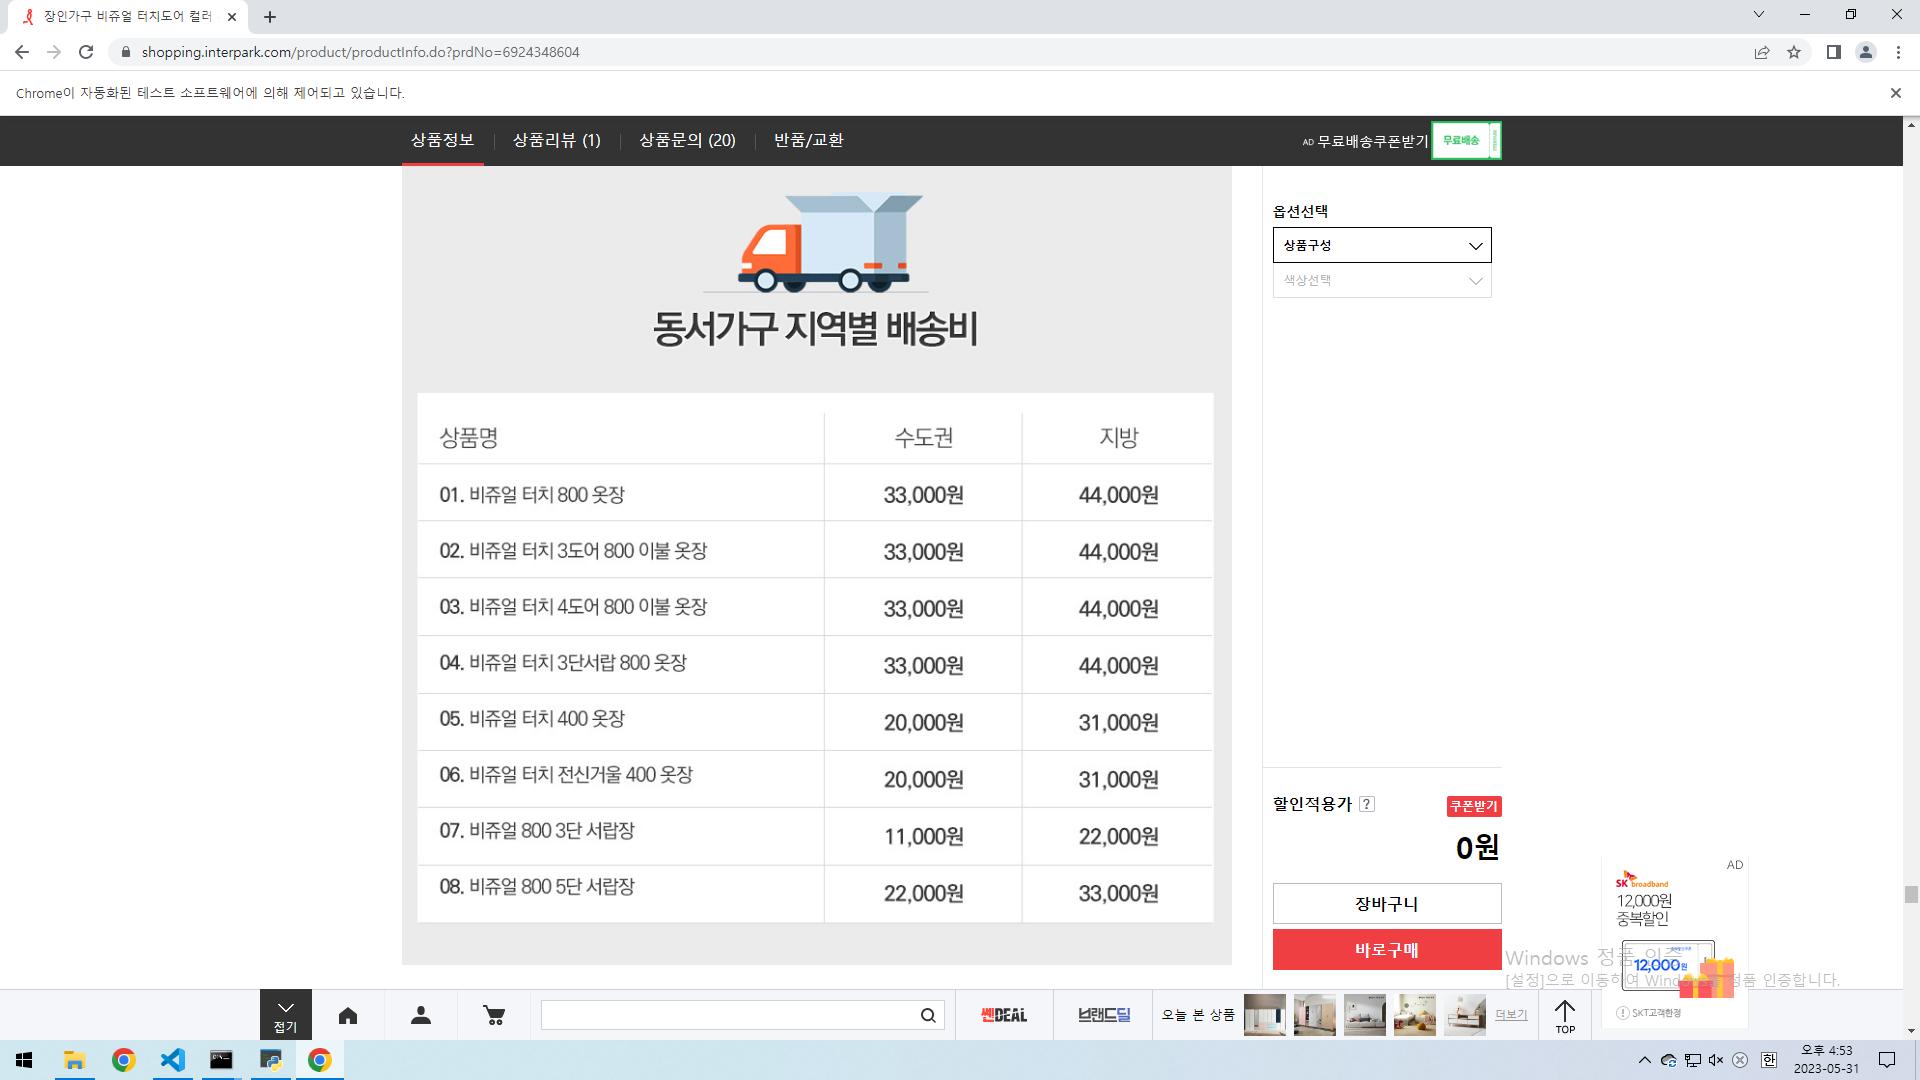 장인가구 비쥬얼 터치도어 컬러
shopping.interpark.com/product/productInfo.do?prdNo=6924348604
Chrome이 자동화된 테스트 소프트웨어에 의해 제어되고 있습니다.
상품정보 상품리뷰 (1) 상품문의 (20) 반품/교환 AD 무료배송쿠폰받기 무료배송
동서가구 지역별 배송비
상품명 수도권 지방
01. 비쥬얼 터치 800 옷장 33,000원 44,000원
02. 비쥬얼 터치 3도어 800 이불 옷장 33,000원 44,000원
03. 비쥬얼 터치 4도어 800 이불 옷장 33,000원 44,000원
04. 비쥬얼 터치 3단서랍 800 옷장 33,000원 44,000원
05. 비쥬얼 터치 400 옷장 20,000원 31,000원
06. 비쥬얼 터치 전신거울 400 옷장 20,000원 31,000원
07. 비쥬얼 800 3단 서랍장 11,000원 22,000원
08. 비쥬얼 800 5단 서랍장 22,000원 33,000원
옵션선택
상품구성
색상선택
할인적용가 ? 쿠폰받기
0원
장바구니
바로구매
AD
SK broadband
12,000원
중복할인
12,000원
SKT고객한정
Windows 정품 인증
[설정]으로 이동하여 Windows를 정품 인증합니다.
접기 쎈DEAL 브랜드딜 오늘 본 상품 더보기 TOP
한 오후 4:53
2023-05-31